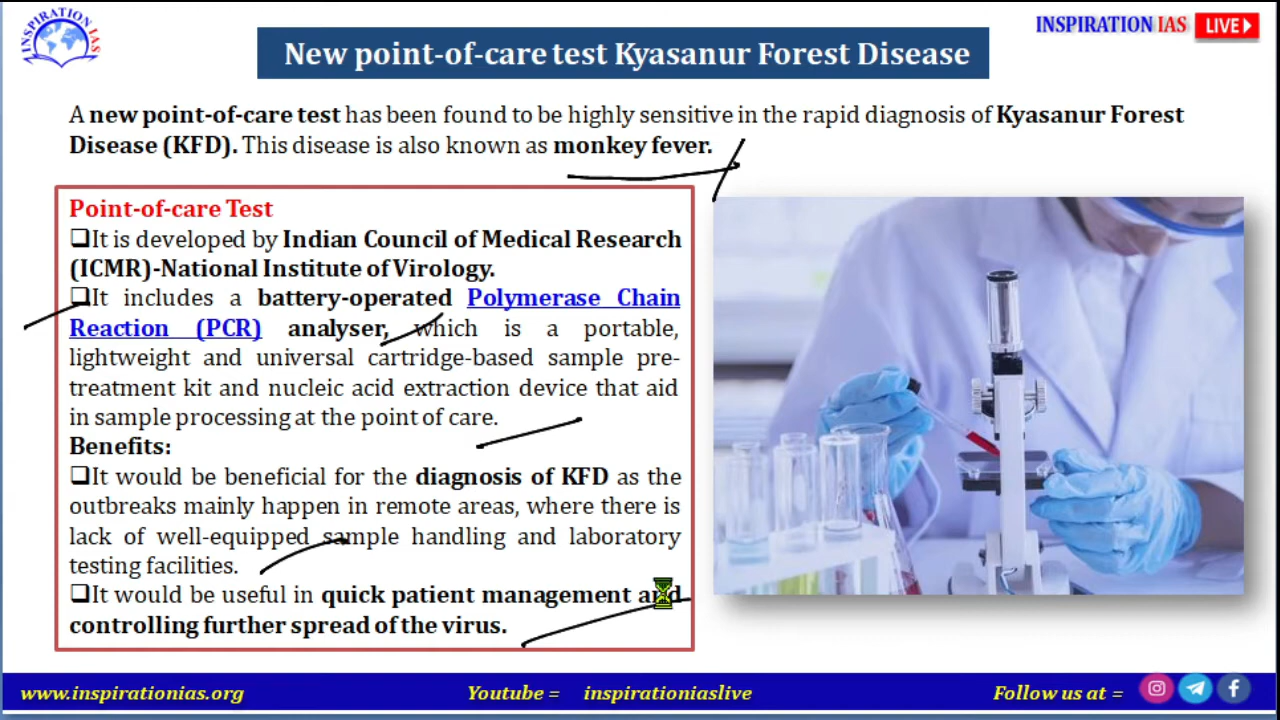 INSPIRATION IAS
INSPIRATION IAS LIVE
New point-of-care test Kyasanur Forest Disease
A new point-of-care test has been found to be highly sensitive in the rapid diagnosis of Kyasanur Forest
Disease (KFD). This disease is also known as monkey fever.
Point-of-care Test
❑It is developed by Indian Council of Medical Research
(ICMR)-National Institute of Virology.
❑It includes a battery-operated Polymerase Chain
Reaction (PCR) analyser, which is a portable,
lightweight and universal cartridge-based sample pre-
treatment kit and nucleic acid extraction device that aid
in sample processing at the point of care.
Benefits:
❑It would be beneficial for the diagnosis of KFD as the
outbreaks mainly happen in remote areas, where there is
lack of well-equipped sample handling and laboratory
testing facilities.
❑It would be useful in quick patient management and
controlling further spread of the virus.
www.inspirationias.org Youtube = inspirationiaslive Follow us at =